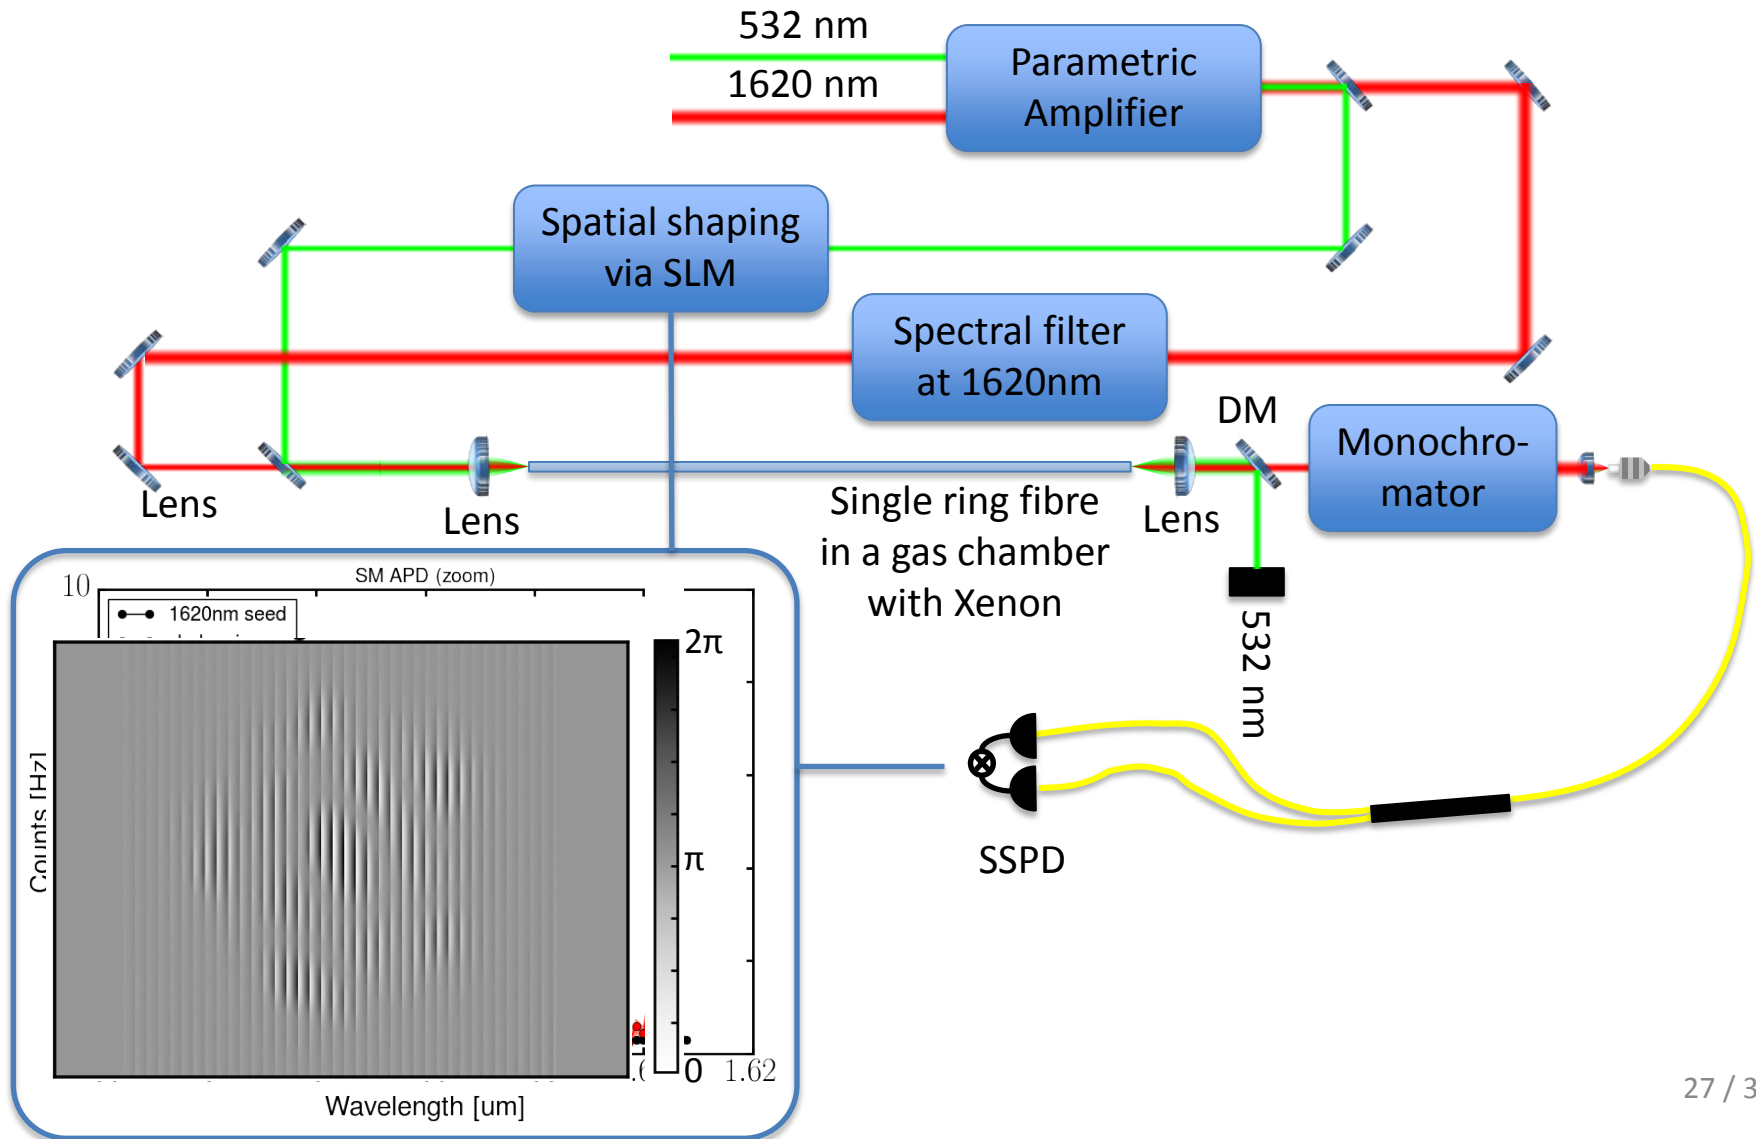 532 nm
1620 nm
Parametric
Amplifier
Spatial shaping
via SLM
Spectral filter
at 1620nm
DM
Monochro-
mator
Lens
Lens
Single ring fibre
in a gas chamber
with Xenon
Lens
532 nm
SSPD
SM APD (zoom)
10
1620nm seed
2π
π
0
Counts [Hz]
1.62
Wavelength [um]
27 / 3